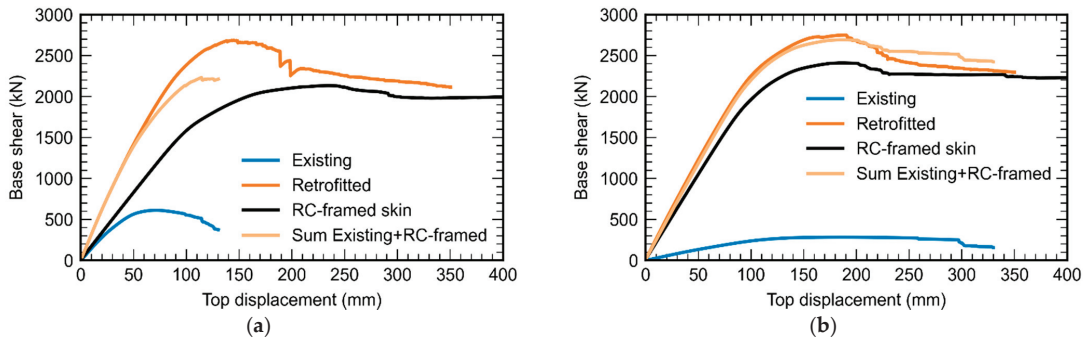 3000
2500
2000
1500
1000
500
0
Base shear (kN)
Existing
Retrofitted
RC-framed skin
Sum Existing+RC-framed
0 50 100 150 200 250 300 350 400
Top displacement (mm)
(a)
3000
2500
2000
1500
1000
500
0
Base shear (kN)
Existing
Retrofitted
RC-framed skin
Sum Existing+RC-framed
0 50 100 150 200 250 300 350 400
Top displacement (mm)
(b)